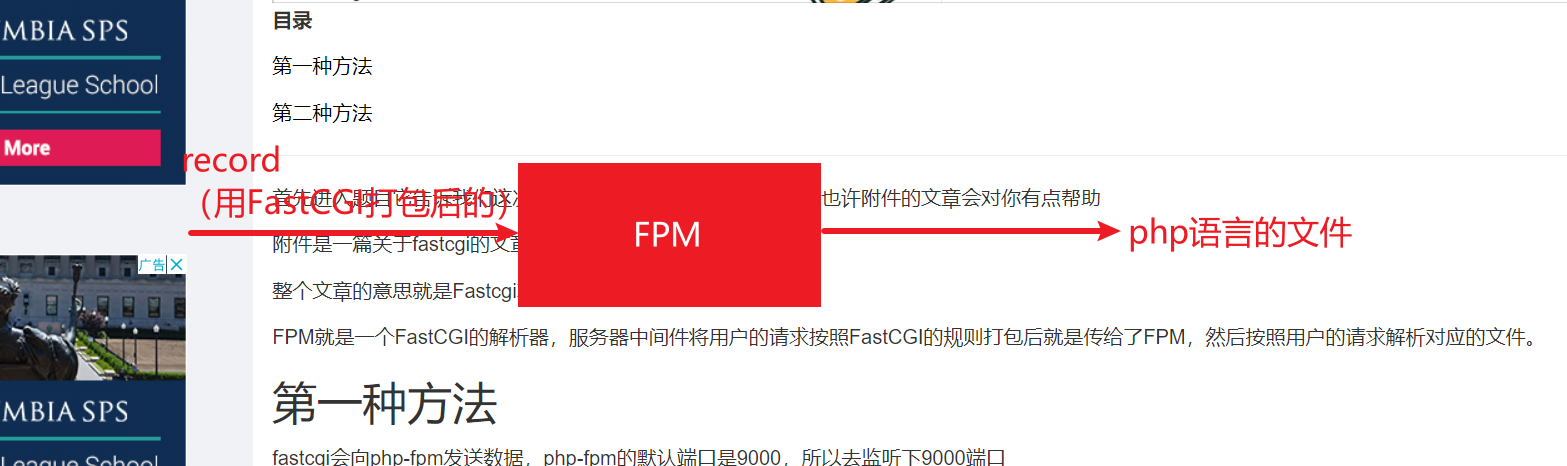 MBIA SPS
League School
More
广告
MBIA SPS
League School
目录
第一种方法
第二种方法
record
（用FastCGI打包后的）
FPM
php语言的文件
也许附件的文章会对你有点帮助
附件是一篇关于fastcgi的文
整个文章的意思就是Fastcgi
FPM就是一个FastCGI的解析器，服务器中间件将用户的请求按照FastCGI的规则打包后就是传给了FPM，然后按照用户的请求解析对应的文件。
第一种方法
fastcgi会向php-fpm发送数据，php-fpm的默认端口是9000，所以去监听下9000端口